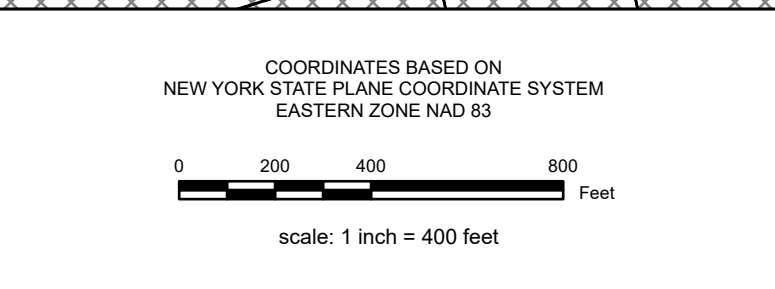 COORDINATES BASED ON
NEW YORK STATE PLANE COORDINATE SYSTEM
EASTERN ZONE NAD 83
0 200 400 800
Feet
scale: 1 inch = 400 feet